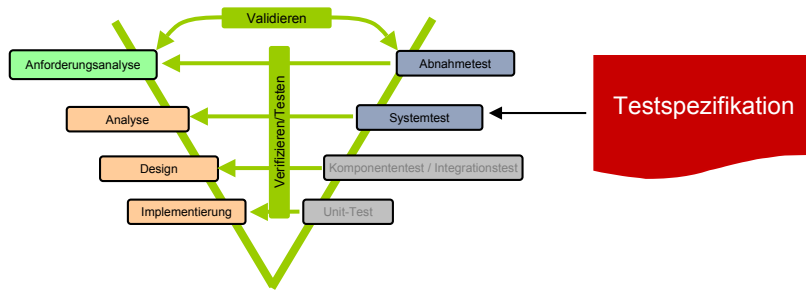 Validieren
Anforderungsanalyse
Abnahmetest
Verifizieren/Testen
Testspezifikation
Analyse
Systemtest
Design
Komponententest / Integrationstest
Implementierung
Unit-Test